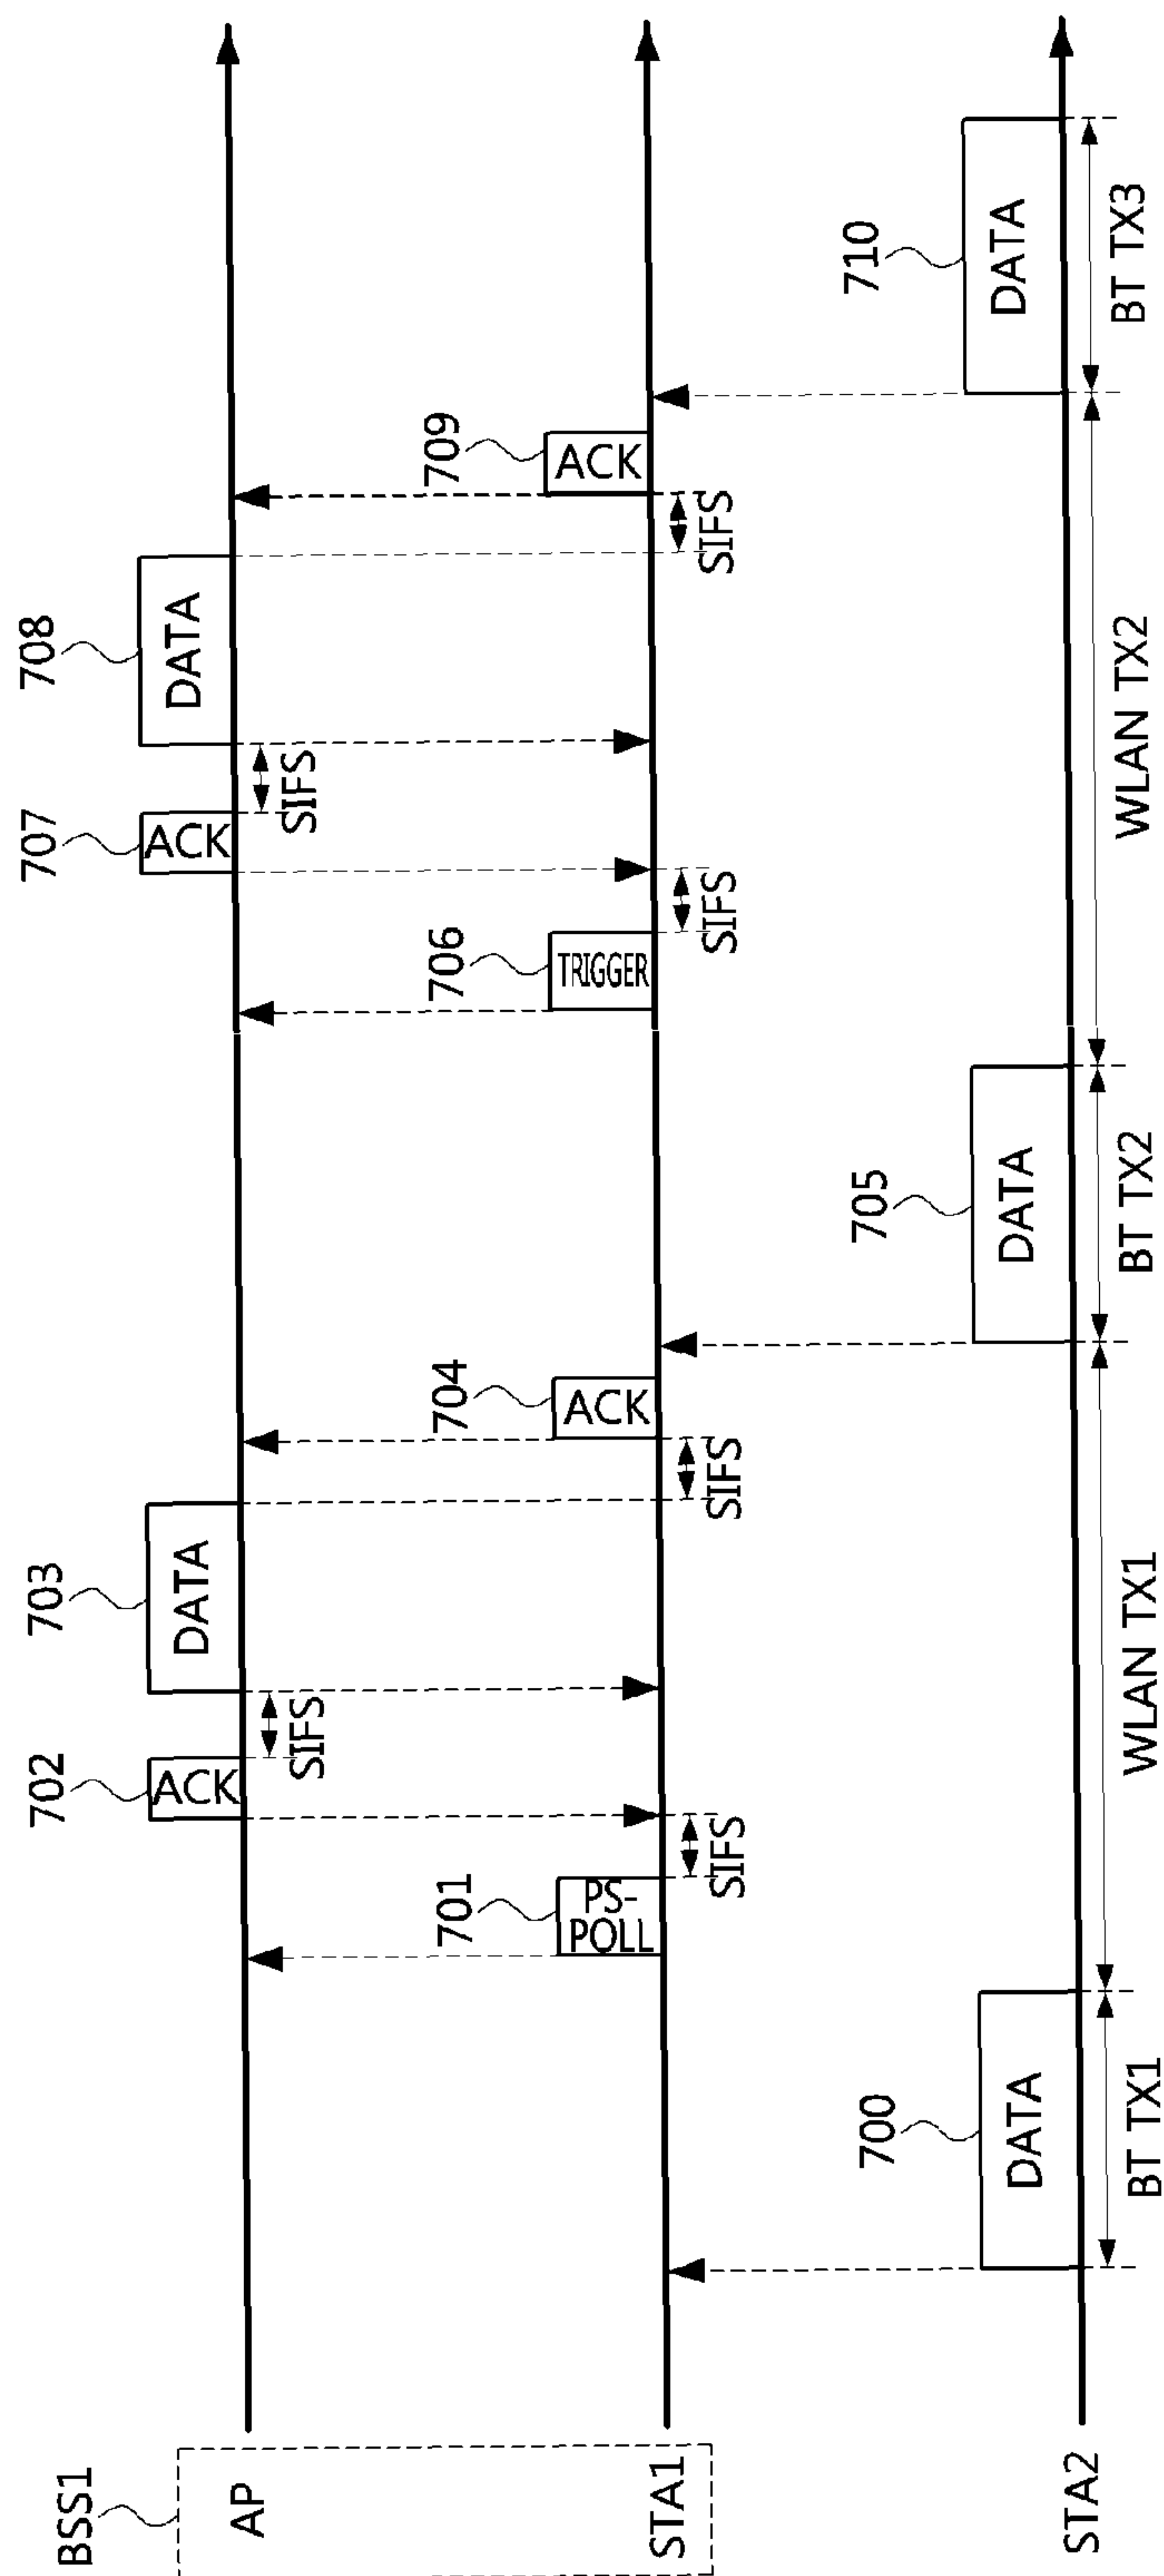 BSS1
AP
702
ACK
SIFS
703
DATA
707
ACK
SIFS
708
DATA
STA1
701
PS-
POLL
SIFS
SIFS
704
ACK
706
TRIGGER
SIFS
SIFS
709
ACK
STA2
700
DATA
BT TX1
WLAN TX1
705
DATA
BT TX2
WLAN TX2
710
DATA
BT TX3